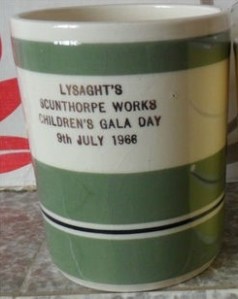 LYSAGHT'S
SCUNTHORPE WORKS
CHILDREN'S GALA DAY
9th JULY 1966